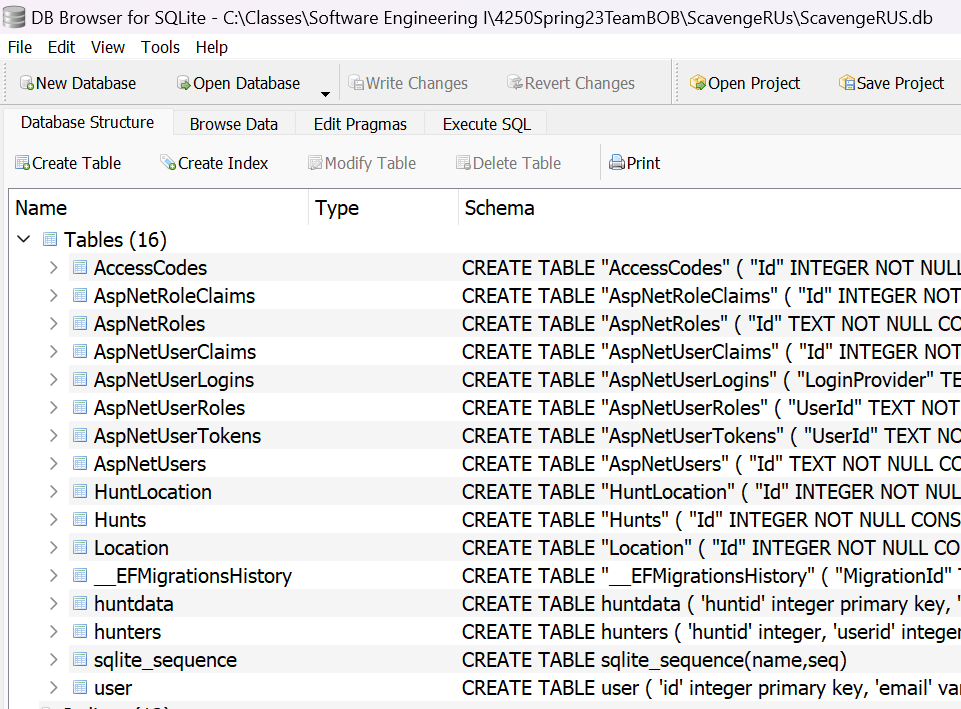 DB Browser for SQLite - C:\Classes\Software Engineering I\4250Spring23TeamBOB\ScavengeRUs\ScavengeRUS.db
File Edit View Tools Help
New Database Open Database Write Changes Revert Changes Open Project Save Project
Database Structure Browse Data Edit Pragmas Execute SQL
Create Table Create Index Modify Table Delete Table Print
Name Type Schema
Tables (16)
AccessCodes CREATE TABLE "AccessCodes" ( "Id" INTEGER NOT NULL
AspNetRoleClaims CREATE TABLE "AspNetRoleClaims" ( "Id" INTEGER NOT
AspNetRoles CREATE TABLE "AspNetRoles" ( "Id" TEXT NOT NULL CO
AspNetUserClaims CREATE TABLE "AspNetUserClaims" ( "Id" INTEGER NOT
AspNetUserLogins CREATE TABLE "AspNetUserLogins" ( "LoginProvider" TE
AspNetUserRoles CREATE TABLE "AspNetUserRoles" ( "UserId" TEXT NOT
AspNetUserTokens CREATE TABLE "AspNetUserTokens" ( "UserId" TEXT NO
AspNetUsers CREATE TABLE "AspNetUsers" ( "Id" TEXT NOT NULL CO
HuntLocation CREATE TABLE "HuntLocation" ( "Id" INTEGER NOT NUL
Hunts CREATE TABLE "Hunts" ( "Id" INTEGER NOT NULL CONS
Location CREATE TABLE "Location" ( "Id" INTEGER NOT NULL CO
__EFMigrationsHistory CREATE TABLE "__EFMigrationsHistory" ( "MigrationId" T
huntdata CREATE TABLE huntdata ( 'huntid' integer primary key, '
hunters CREATE TABLE hunters ( 'huntid' integer, 'userid' integer
sqlite_sequence CREATE TABLE sqlite_sequence(name,seq)
user CREATE TABLE user ( 'id' integer primary key, 'email' var